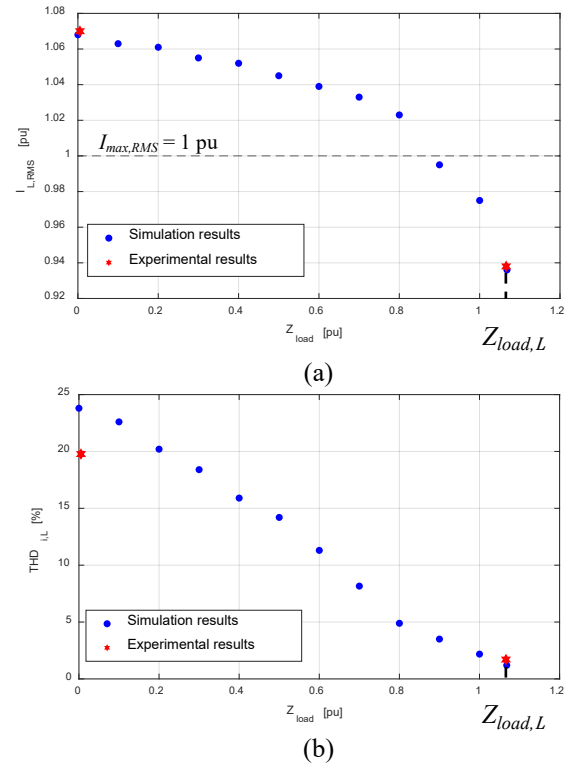 1.08
1.06
1.04
1.02
1
0.98
0.96
0.94
0.92
I L,RMS [pu]
I max,RMS = 1 pu
Simulation results
Experimental results
0 0.2 0.4 0.6 0.8 1 1.2
Z load [pu]
Z load, L
(a)
25
20
15
10
5
0
THD i,L [%]
Simulation results
Experimental results
0 0.2 0.4 0.6 0.8 1 1.2
Z load [pu]
Z load, L
(b)